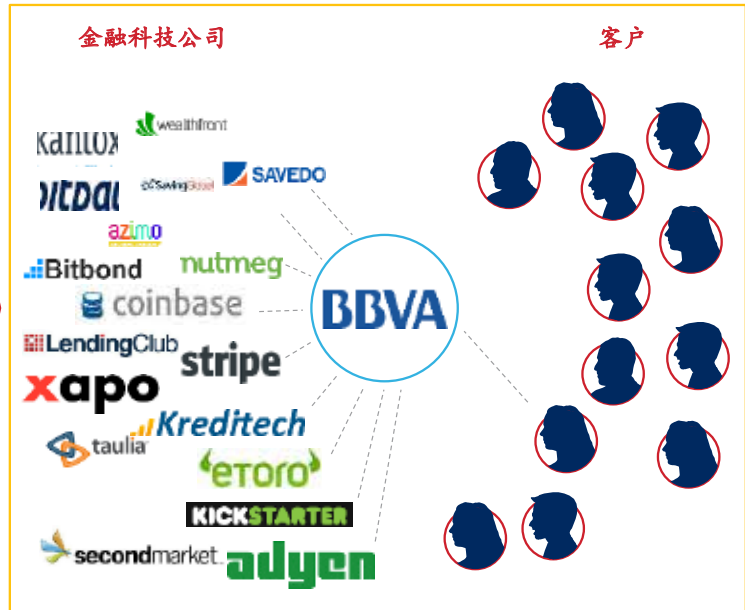 金融科技公司
客户
wealthfront
kantox
SAVEDO
azimo
Bitbond
nutmeg
coinbase
BBVA
LendingClub
stripe
xapo
Kreditech
taulia
eTORO
KICKSTARTER
secondmarket
adyen